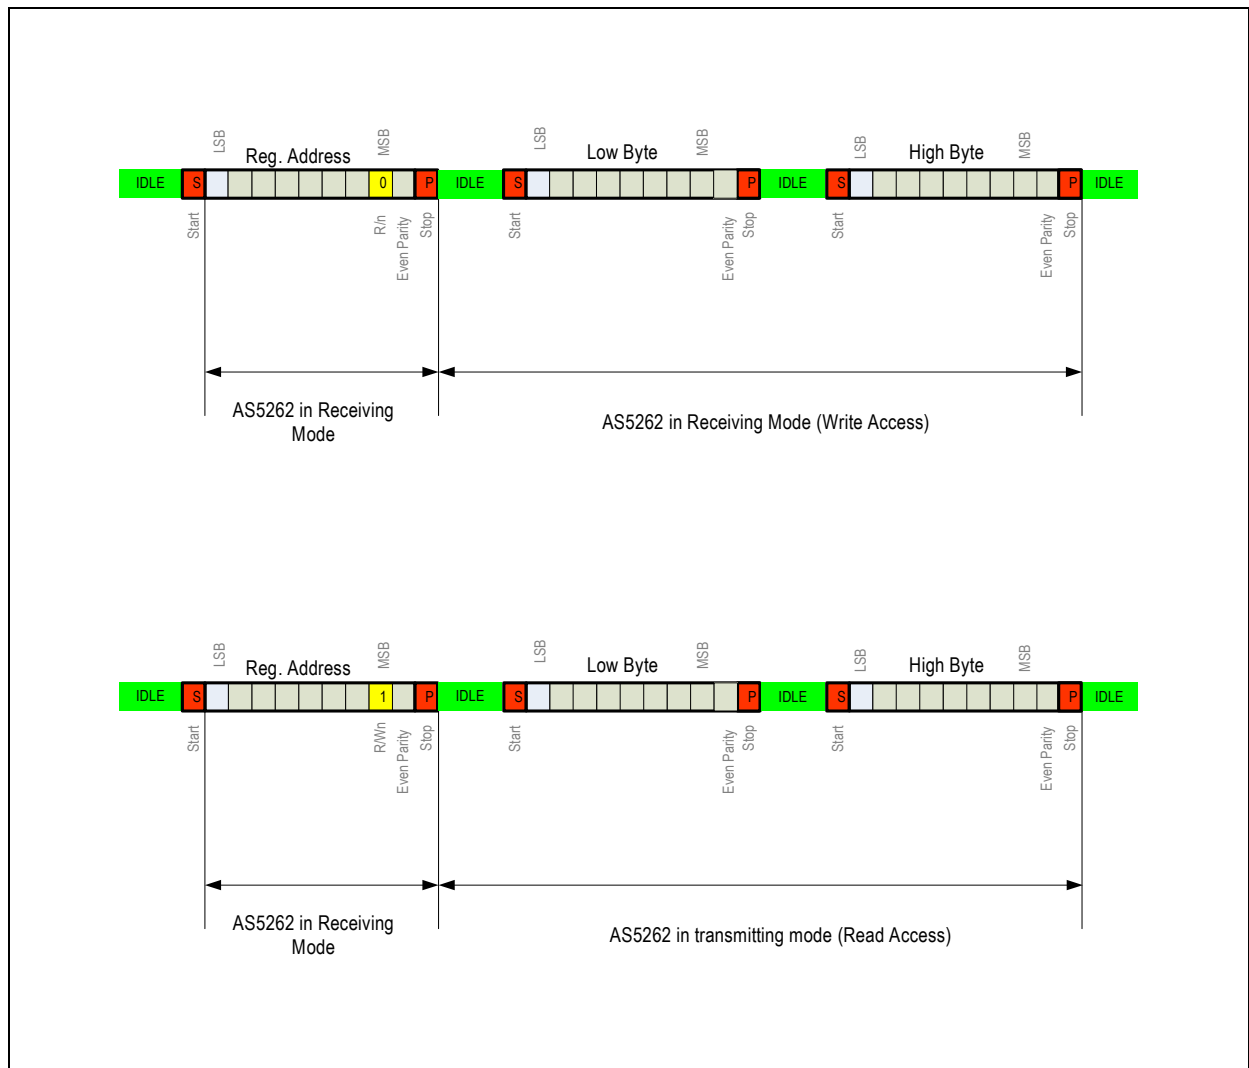 LSB
Reg. Address
MSB
LSB
Low Byte
MSB
LSB
High Byte
MSB
IDLE S 0 P IDLE S P IDLE S P IDLE
Start
R/n
Even Parity
Stop
Start
Even Parity
Stop
Start
Even Parity
Stop
AS5262 in Receiving
Mode
AS5262 in Receiving Mode (Write Access)
LSB
Reg. Address
MSB
LSB
Low Byte
MSB
LSB
High Byte
MSB
IDLE S 1 P IDLE S P IDLE S P IDLE
Start
R/Wn
Even Parity
Stop
Start
Even Parity
Stop
Start
Even Parity
Stop
AS5262 in Receiving
Mode
AS5262 in transmitting mode (Read Access)